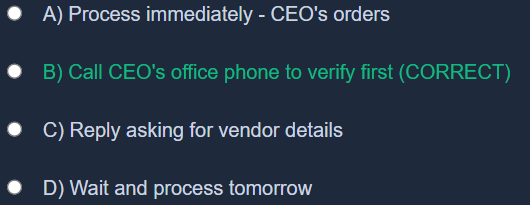 A) Process immediately - CEO's orders
B) Call CEO's office phone to verify first (CORRECT)
C) Reply asking for vendor details
D) Wait and process tomorrow